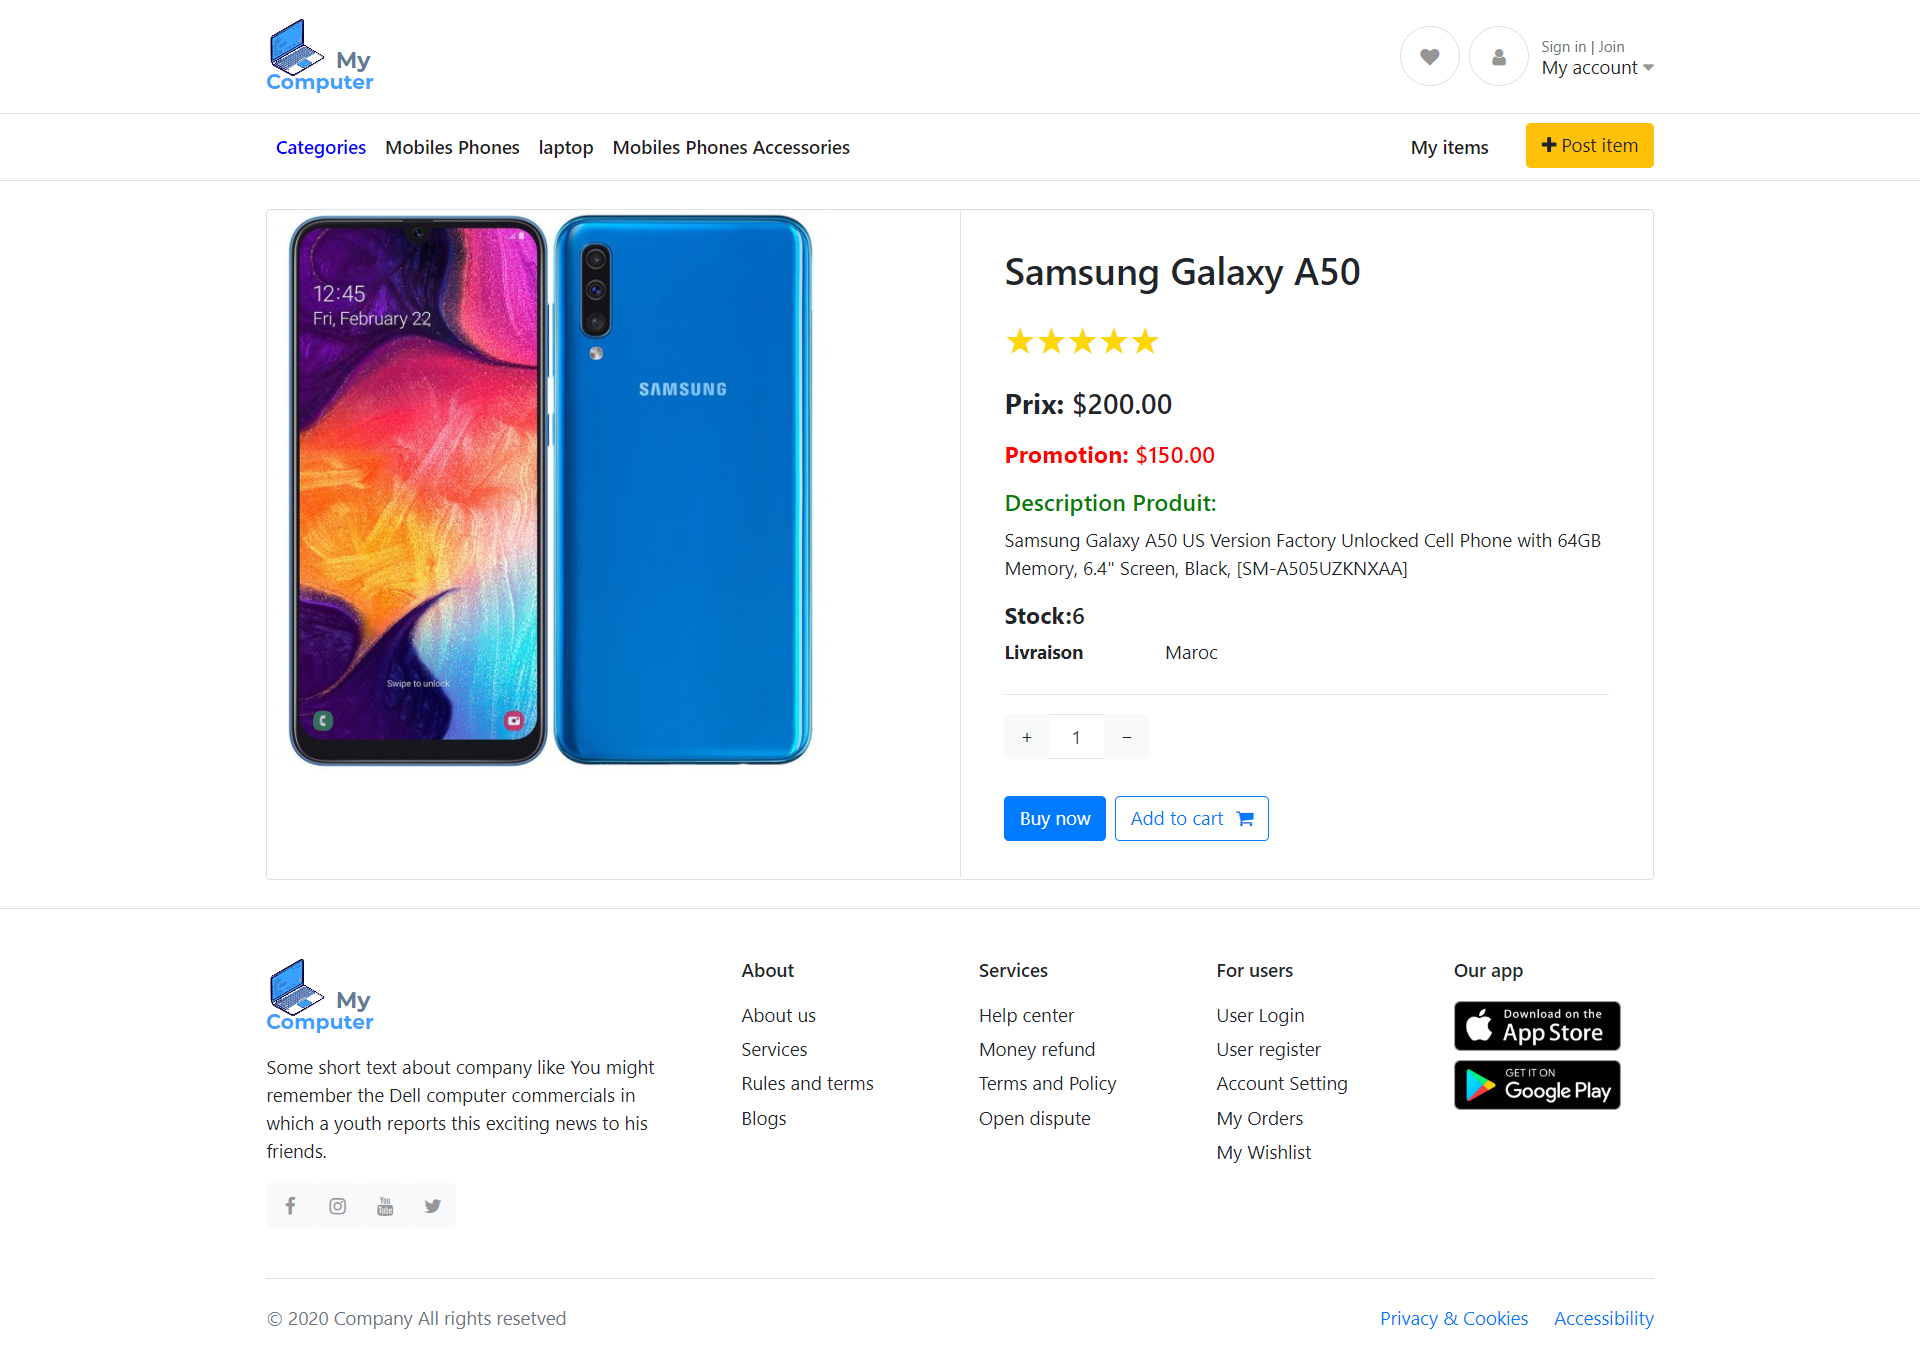 My
Computer
Sign in | Join
My account
Categories Mobiles Phones laptop Mobiles Phones Accessories My items Post item
12:45
Fri, February 22
Swipe to unlock
SAMSUNG
Samsung Galaxy A50
Prix: $200.00
Promotion: $150.00
Description Produit:
Samsung Galaxy A50 US Version Factory Unlocked Cell Phone with 64GB
Memory, 6.4" Screen, Black, [SM-A505UZKNXAA]
Stock:6
Livraison Maroc
+ 1 −
Buy now Add to cart
My
Computer
Some short text about company like You might
remember the Dell computer commercials in
which a youth reports this exciting news to his
friends.
You
Tube
About
About us
Services
Rules and terms
Blogs
Services
Help center
Money refund
Terms and Policy
Open dispute
For users
User Login
User register
Account Setting
My Orders
My Wishlist
Our app
Download on the
App Store
GET IT ON
Google Play
© 2020 Company All rights resetved
Privacy & Cookies Accessibility